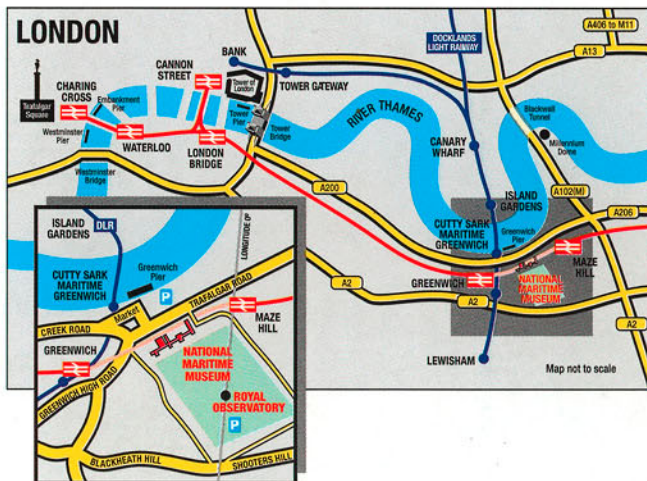 LONDON
A406 to M11
DOCKLANDS
LIGHT RAILWAY
A13
BANK
CANNON
STREET
TOWER GATEWAY
Tower of
London
CHARING
CROSS
Embankment
Pier
Trafalgar
Square
Westminster
Pier
WATERLOO
Westminster
Bridge
Tower
Pier
Tower
Bridge
LONDON
BRIDGE
RIVER THAMES
Blackwall
Tunnel
Millennium
Dome
CANARY
WHARF
A200
ISLAND
GARDENS
A102(M)
A206
CUTTY SARK
MARITIME
GREENWICH
Greenwich
Pier
MAZE
HILL
GREENWICH
NATIONAL
MARITIME
MUSEUM
A2
A2
A2
LEWISHAM
Map not to scale
ISLAND
GARDENS
DLR
LONGITUDE 0º
CUTTY SARK
MARITIME
GREENWICH
Greenwich
Pier
P
TRAFALGAR ROAD
Market
CREEK ROAD
MAZE
HILL
GREENWICH
NATIONAL
MARITIME
MUSEUM
GREENWICH HIGH ROAD
ROYAL
OBSERVATORY
P
BLACKHEATH HILL
SHOOTERS HILL